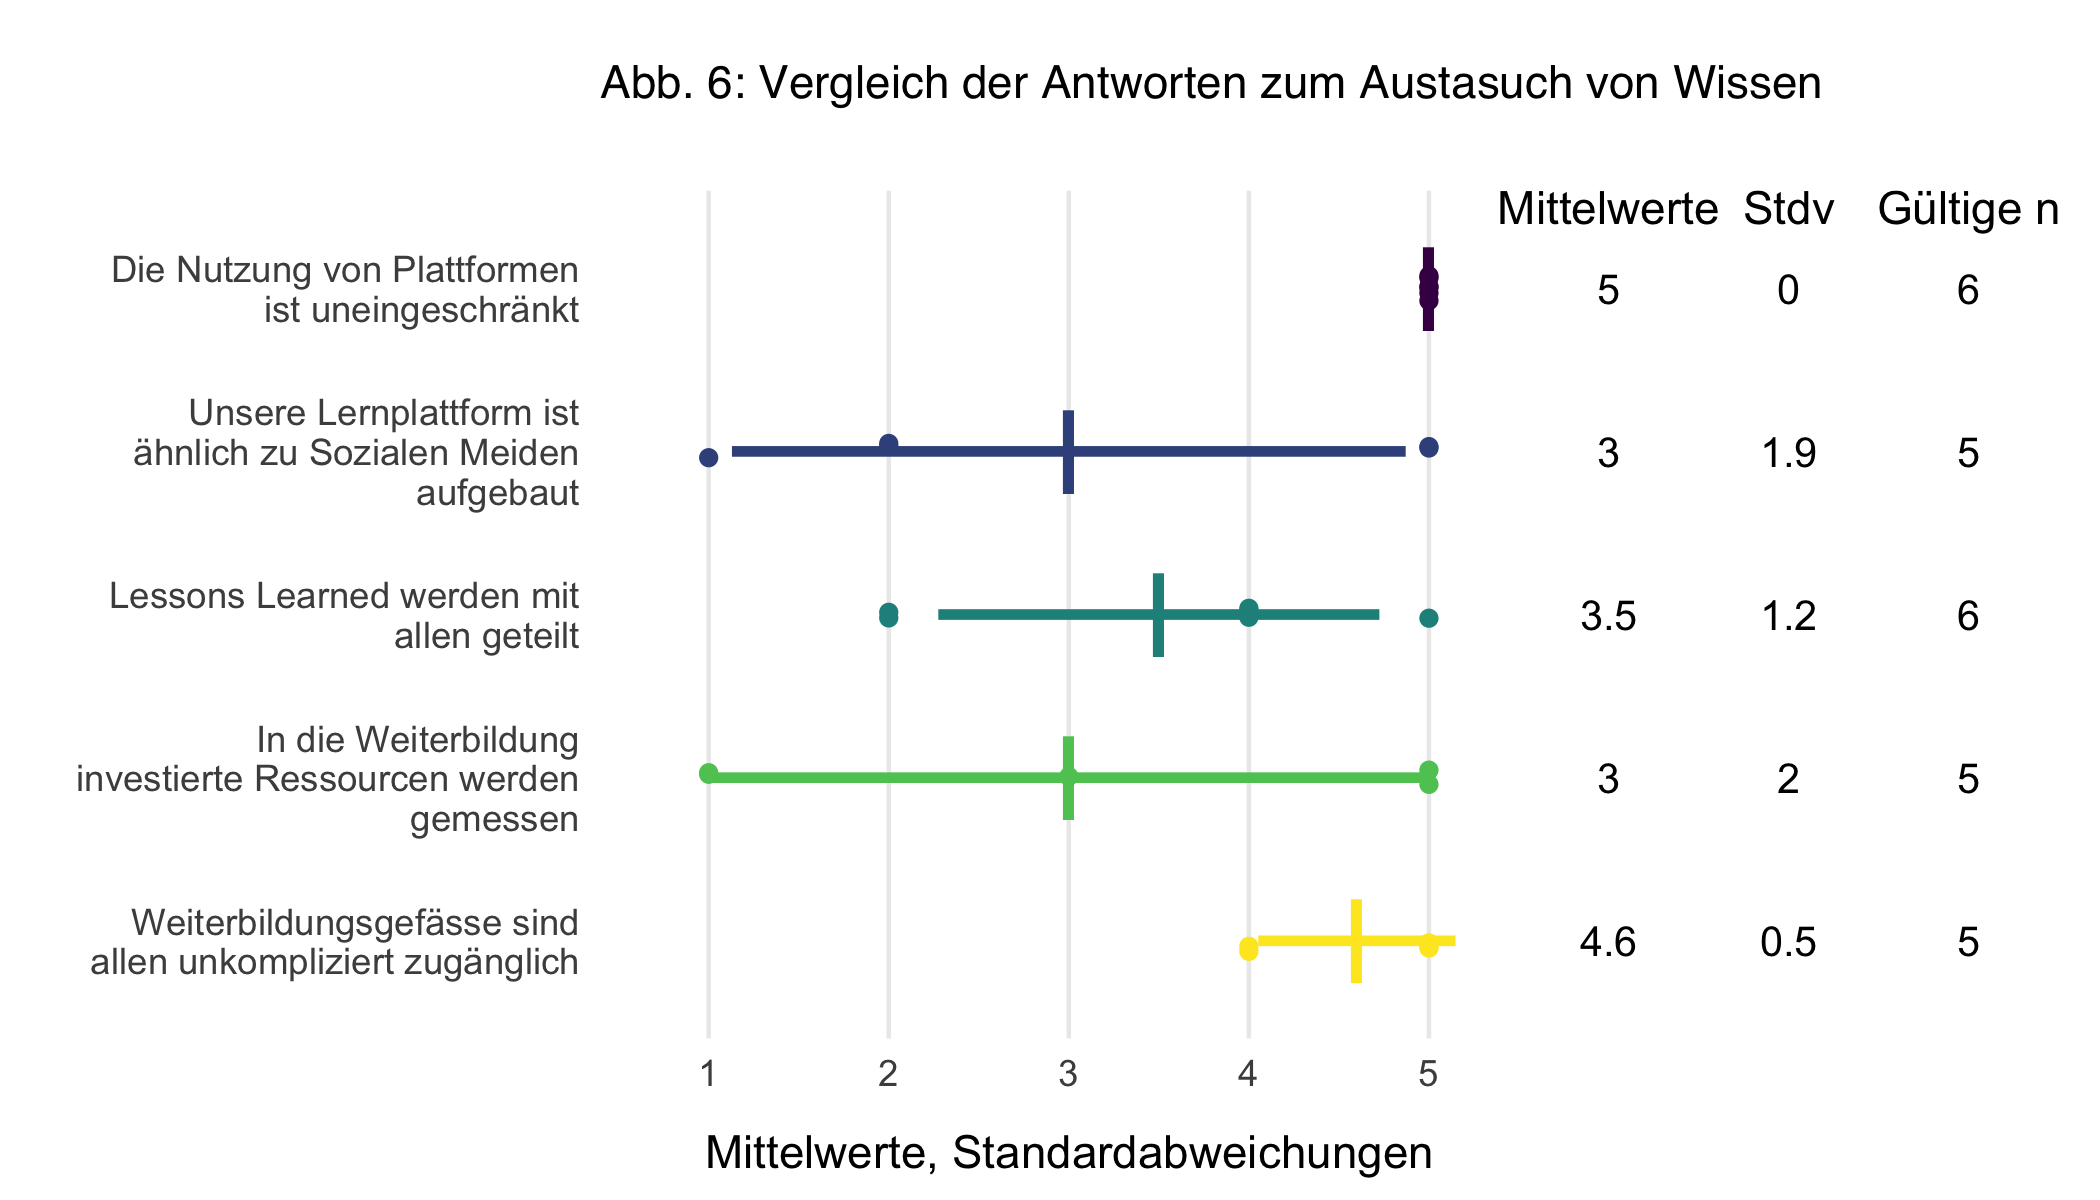 Abb. 6: Vergleich der Antworten zum Austasuch von Wissen
Mittelwerte Stdv Gültige n
Die Nutzung von Plattformen
ist uneingeschränkt
5 0 6
Unsere Lernplattform ist
ähnlich zu Sozialen Meiden
aufgebaut
3 1.9 5
Lessons Learned werden mit
allen geteilt
3.5 1.2 6
In die Weiterbildung
investierte Ressourcen werden
gemessen
3 2 5
Weiterbildungsgefässe sind
allen unkompliziert zugänglich
4.6 0.5 5
1 2 3 4 5
Mittelwerte, Standardabweichungen